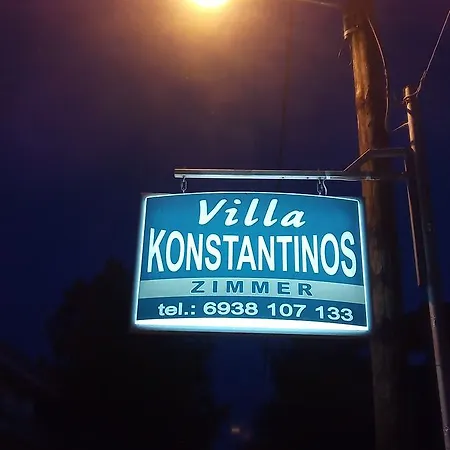 Villa
KONSTANTINOS
ZIMMER
tel.: 6938 107 133